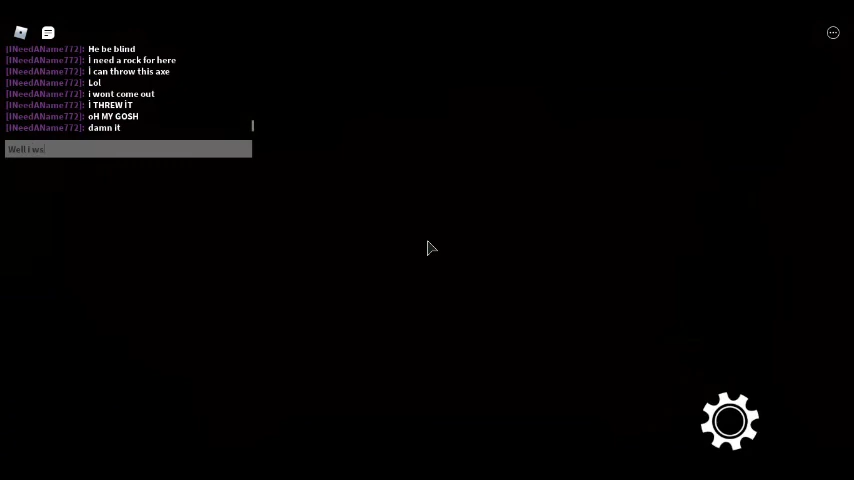 [INeedAName772]: He be blind
[INeedAName772]: İ need a rock for here
[INeedAName772]: İ can throw this axe
[INeedAName772]: Lol
[INeedAName772]: i wont come out
[INeedAName772]: İ THREW İT
[INeedAName772]: oH MY GOSH
[INeedAName772]: damn it
Well i ws